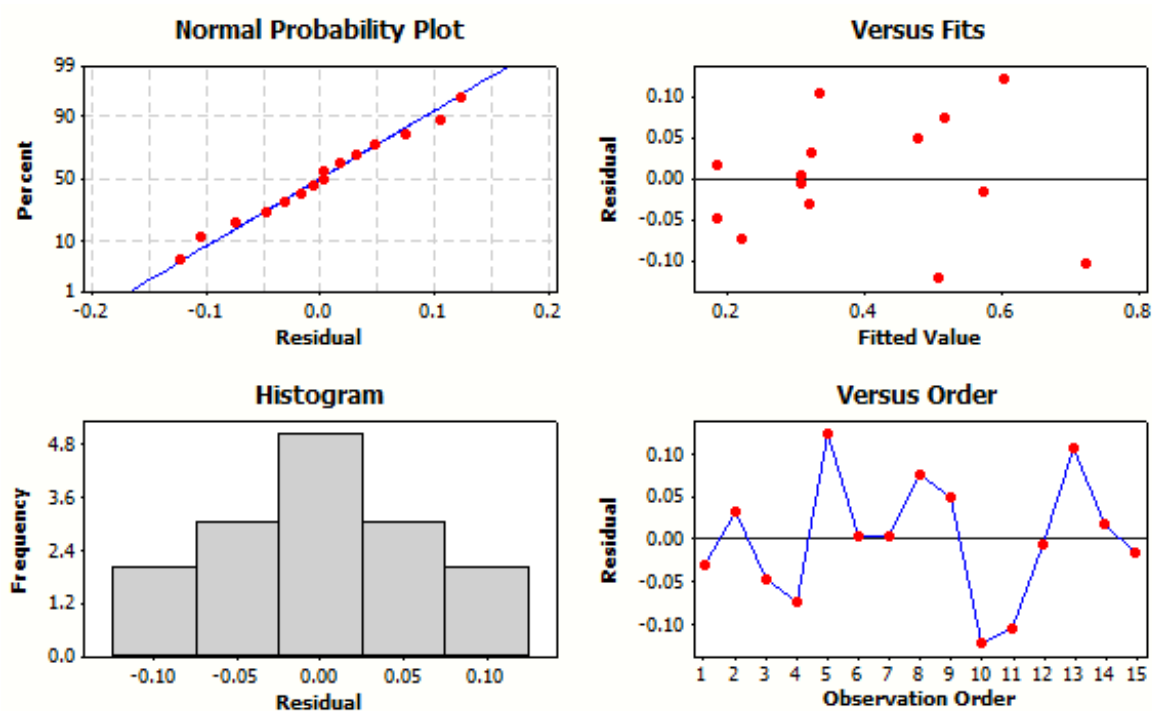 Normal Probability Plot
99
90
50
10
1
Percent
-0.2 -0.1 0.0 0.1 0.2
Residual
Versus Fits
0.10
0.05
0.00
-0.05
-0.10
Residual
0.2 0.4 0.6 0.8
Fitted Value
Histogram
4.8
3.6
2.4
1.2
0.0
Frequency
-0.10 -0.05 0.00 0.05 0.10
Residual
Versus Order
0.10
0.05
0.00
-0.05
-0.10
Residual
1 2 3 4 5 6 7 8 9 10 11 12 13 14 15
Observation Order